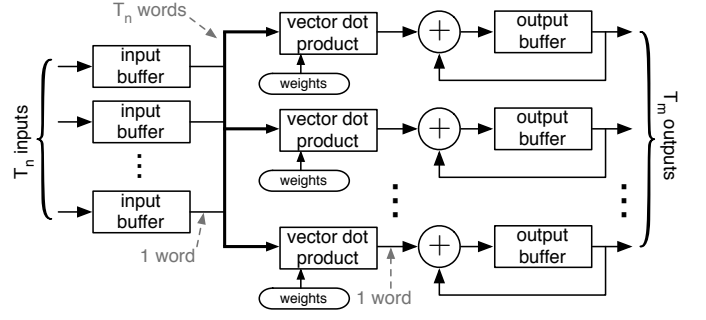 Tn words
input
buffer
input
buffer
input
buffer
Tn inputs
1 word
vector dot
product
weights
vector dot
product
weights
vector dot
product
weights
1 word
+
output
buffer
+
output
buffer
+
output
buffer
Tm outputs